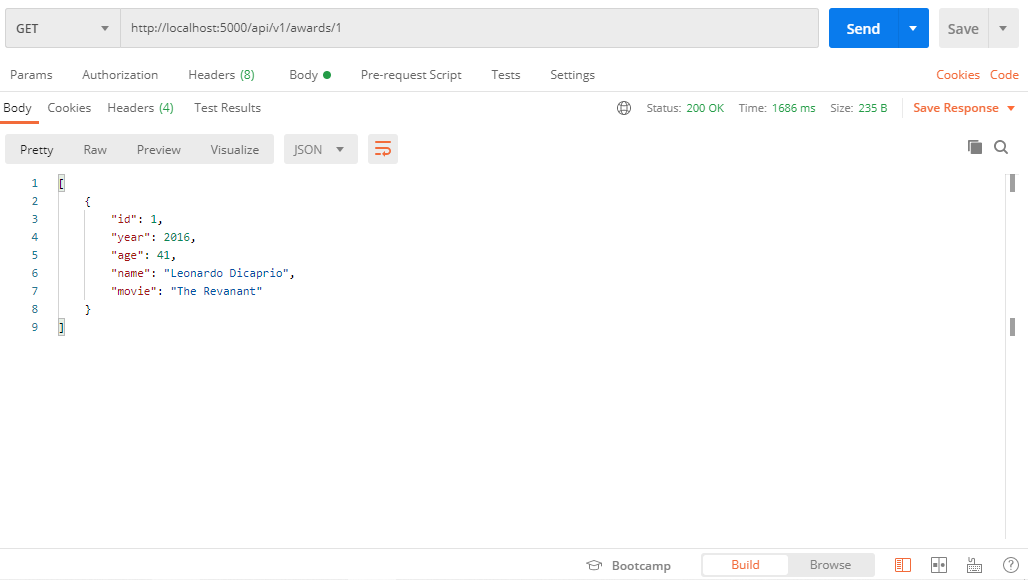 GET http://localhost:5000/api/v1/awards/1 Send Save
Params Authorization Headers (8) Body Pre-request Script Tests Settings Cookies Code
Body Cookies Headers (4) Test Results Status: 200 OK Time: 1686 ms Size: 235 B Save Response
Pretty Raw Preview Visualize JSON
1 [
2 {
3 "id": 1,
4 "year": 2016,
5 "age": 41,
6 "name": "Leonardo Dicaprio",
7 "movie": "The Revanant"
8 }
9 ]
Bootcamp Build Browse ?